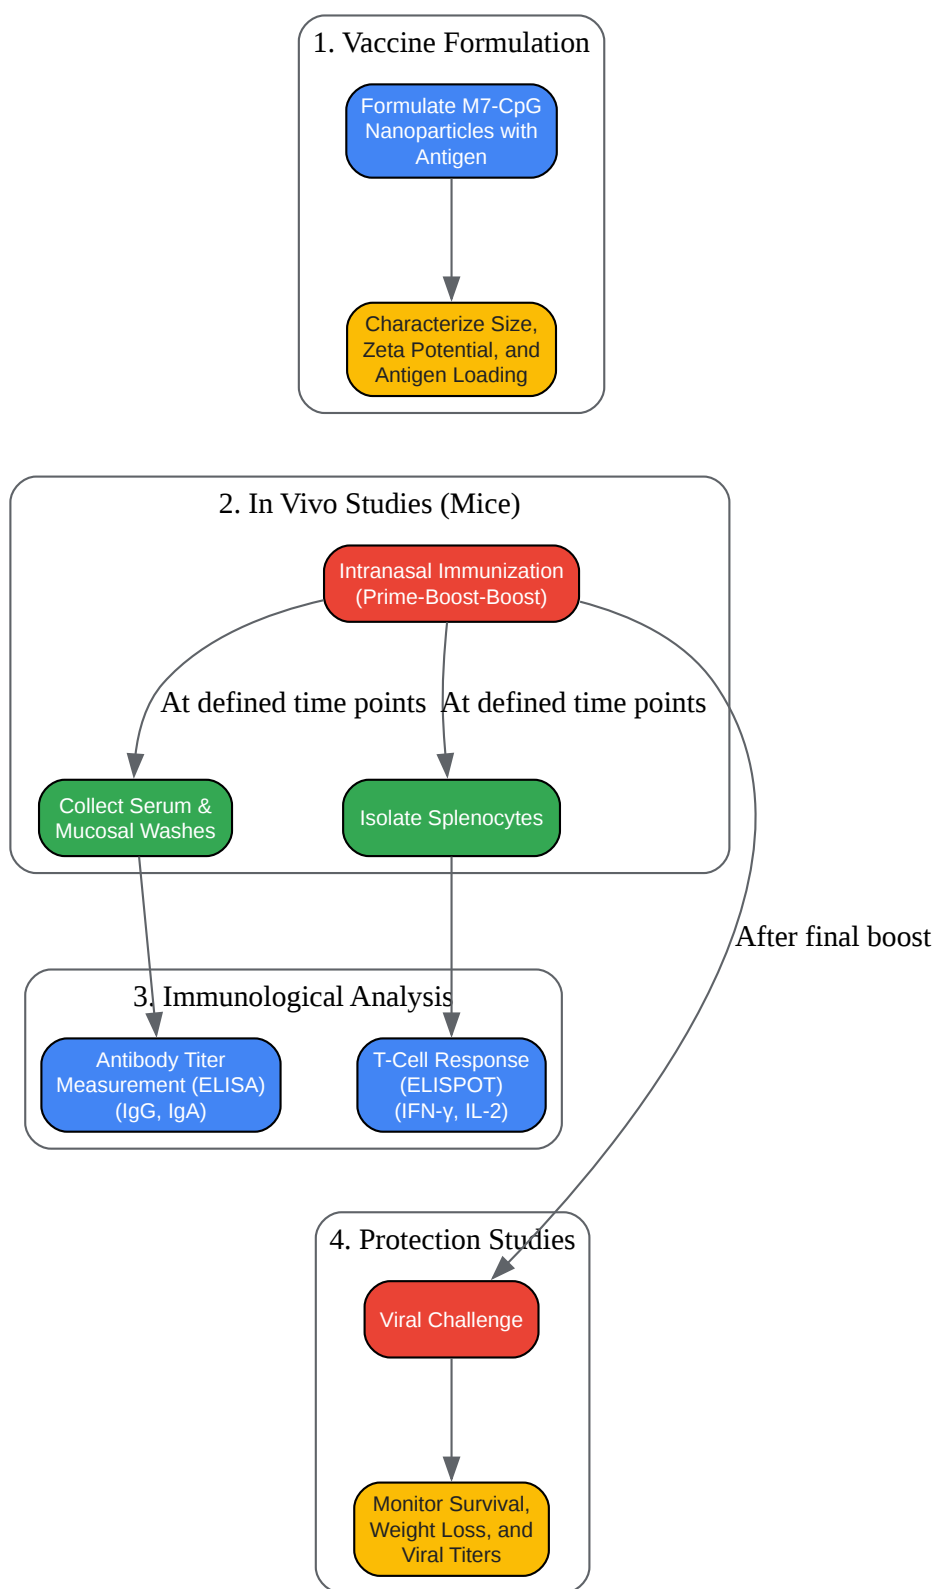 1. Vaccine Formulation
Formulate M7-CpG
Nanoparticles with
Antigen
Characterize Size,
Zeta Potential, and
Antigen Loading
2. In Vivo Studies (Mice)
Intranasal Immunization
(Prime-Boost-Boost)
At defined time points
At defined time points
Collect Serum &
Mucosal Washes
Isolate Splenocytes
After final boost
3. Immunological Analysis
Antibody Titer
Measurement (ELISA)
(IgG, IgA)
T-Cell Response
(ELISPOT)
(IFN-γ, IL-2)
4. Protection Studies
Viral Challenge
Monitor Survival,
Weight Loss, and
Viral Titers